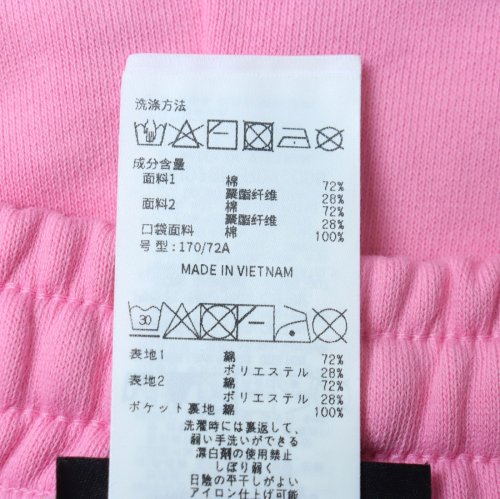 洗涤方法
成分含量
面料1 棉 72%
聚酯纤维 28%
面料2 棉 72%
聚酯纤维 28%
口袋面料 棉 100%
号型:170/72A
MADE IN VIETNAM
30
表地1 綿 72%
ポリエステル 28%
表地2 綿 72%
ポリエステル 28%
ポケット裏地 綿 100%
洗濯時には裏返して、
弱い手洗いができる
漂白剤の使用禁止
しぼり弱く
日陰の平干しがよい
アイロン仕上げ可能